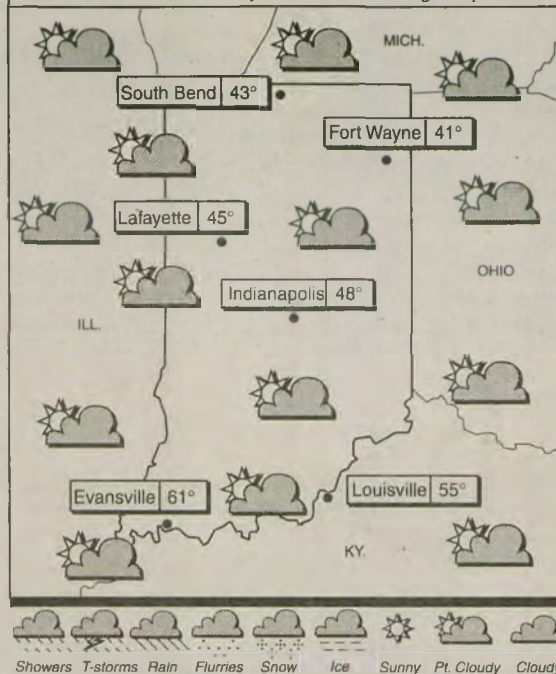 MICH.
South Bend 43°
Fort Wayne 41°
Lafayette 45°
OHIO
Indianapolis 48°
ILL.
Evansville 61°
Louisville 55°
KY.
Showers T-storms Rain Flurries Snow Ice Sunny Pt. Cloudy Cloudy